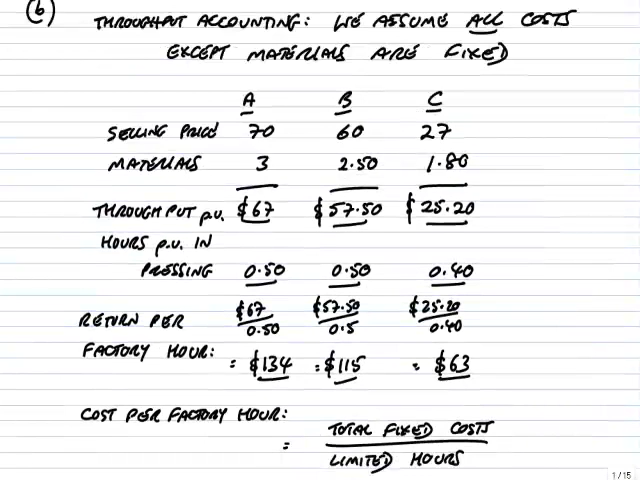 (b) THROUGHPUT ACCOUNTING: WE ASSUME ALL COSTS
EXCEPT MATERIALS ARE FIXED
A B C
SELLING PRICE 70 60 27
MATERIALS 3 2.50 1.80
THROUGHPUT p.u. $67 $57.50 $25.20
HOURS p.u. IN
PRESSING 0.50 0.50 0.40
$67 $57.50 $25.20
RETURN PER 0.50 0.5 0.40
FACTORY HOUR: = $134 = $115 = $63
COST PER FACTORY HOUR: TOTAL FIXED COSTS
= LIMITED HOURS
1/15